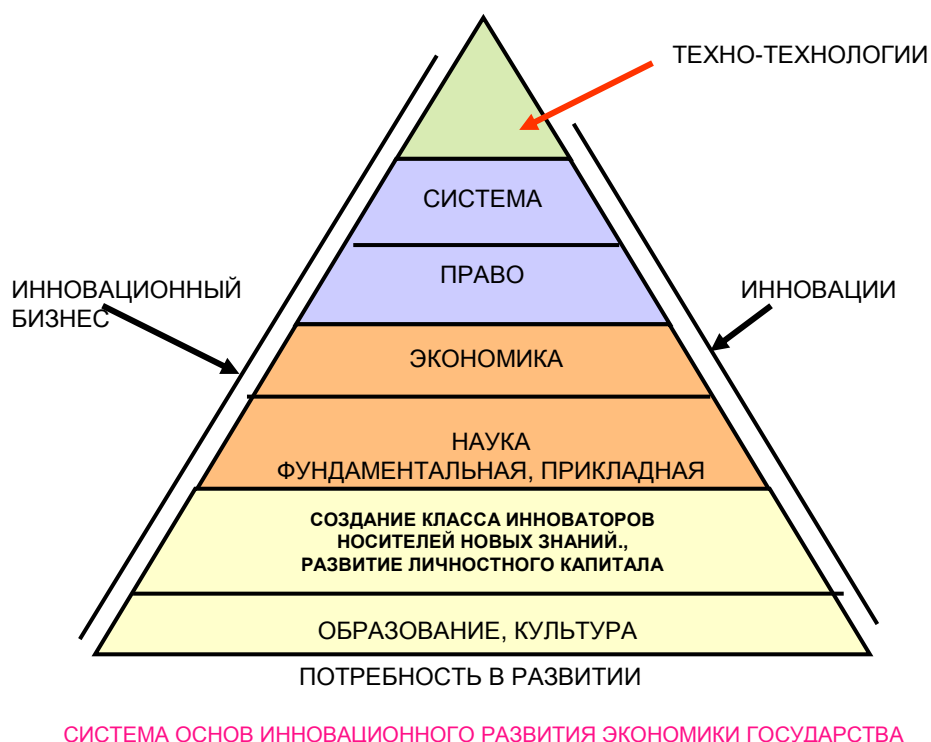 ТЕХНО-ТЕХНОЛОГИИ
СИСТЕМА
ПРАВО
ИННОВАЦИОННЫЙ
БИЗНЕС
ИННОВАЦИИ
ЭКОНОМИКА
НАУКА
ФУНДАМЕНТАЛЬНАЯ, ПРИКЛАДНАЯ
СОЗДАНИЕ КЛАССА ИННОВАТОРОВ
НОСИТЕЛЕЙ НОВЫХ ЗНАНИЙ.,
РАЗВИТИЕ ЛИЧНОСТНОГО КАПИТАЛА
ОБРАЗОВАНИЕ, КУЛЬТУРА
ПОТРЕБНОСТЬ В РАЗВИТИИ
СИСТЕМА ОСНОВ ИННОВАЦИОННОГО РАЗВИТИЯ ЭКОНОМИКИ ГОСУДАРСТВА